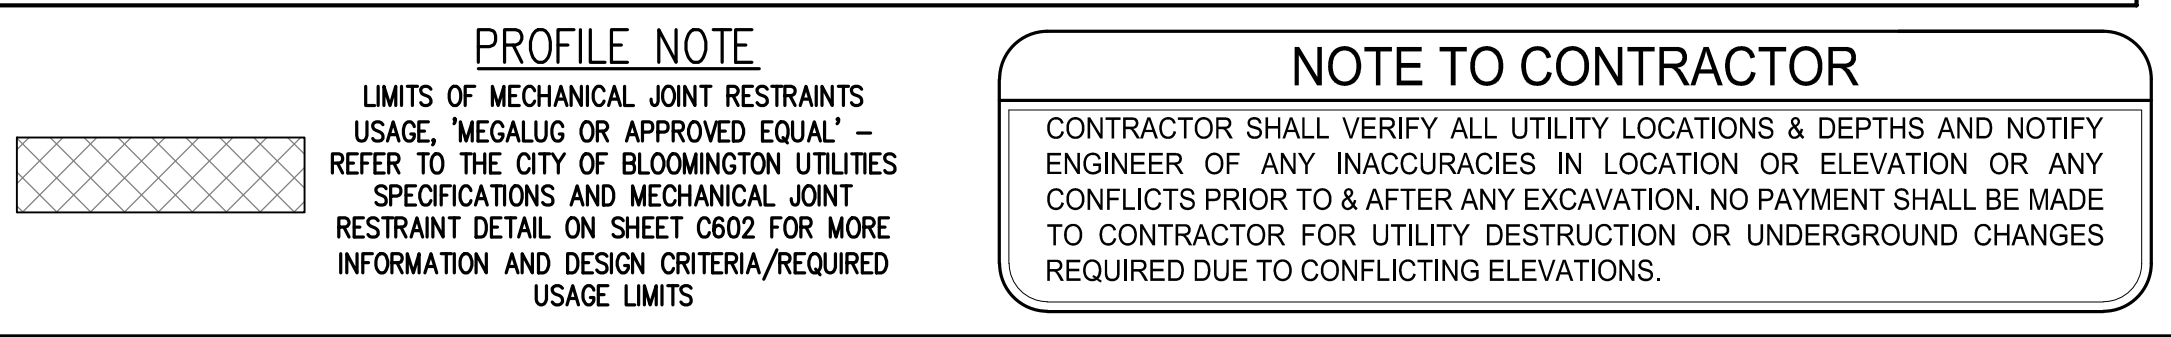 PROFILE NOTE
LIMITS OF MECHANICAL JOINT RESTRAINTS
USAGE, 'MEGALUG OR APPROVED EQUAL' –
REFER TO THE CITY OF BLOOMINGTON UTILITIES
SPECIFICATIONS AND MECHANICAL JOINT
RESTRAINT DETAIL ON SHEET C602 FOR MORE
INFORMATION AND DESIGN CRITERIA/REQUIRED
USAGE LIMITS
NOTE TO CONTRACTOR
CONTRACTOR SHALL VERIFY ALL UTILITY LOCATIONS & DEPTHS AND NOTIFY
ENGINEER OF ANY INACCURACIES IN LOCATION OR ELEVATION OR ANY
CONFLICTS PRIOR TO & AFTER ANY EXCAVATION. NO PAYMENT SHALL BE MADE
TO CONTRACTOR FOR UTILITY DESTRUCTION OR UNDERGROUND CHANGES
REQUIRED DUE TO CONFLICTING ELEVATIONS.